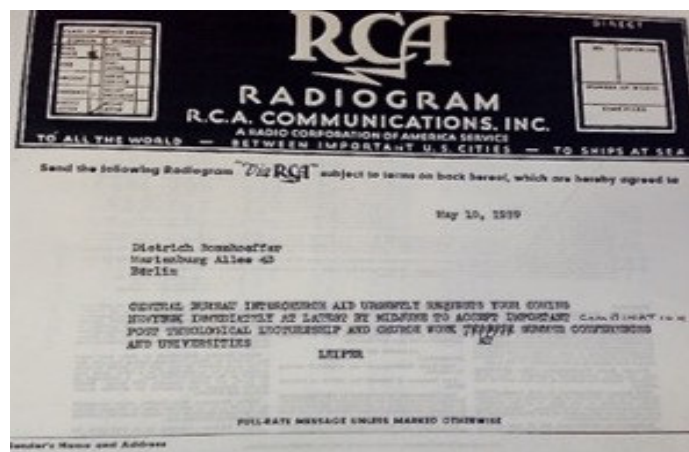 DIRECT
RCA
RADIOGRAM
R.C.A. COMMUNICATIONS, INC.
A RADIO CORPORATION OF AMERICA SERVICE
TO ALL THE WORLD — BETWEEN IMPORTANT U.S. CITIES — TO SHIPS AT SEA
Send the following Radiogram "Via RCA" subject to terms on back hereof, which are hereby agreed to
May 10, 1939
Dietrich Bonhoeffer
Marienburg Allee 43
Berlin
CENTRAL BUREAU INTERCHURCH AID URGENTLY REQUESTS YOUR COMING
NEWYORK IMMEDIATELY AT LATEST BY MIDJUNE TO ACCEPT IMPORTANT COMBINATION
POST THEOLOGICAL LECTURESHIP AND CHURCH WORK SUMMER CONFERENCES
AT
AND UNIVERSITIES
LEIPER
FULL-RATE MESSAGE UNLESS MARKED OTHERWISE
Sender's Name and Address